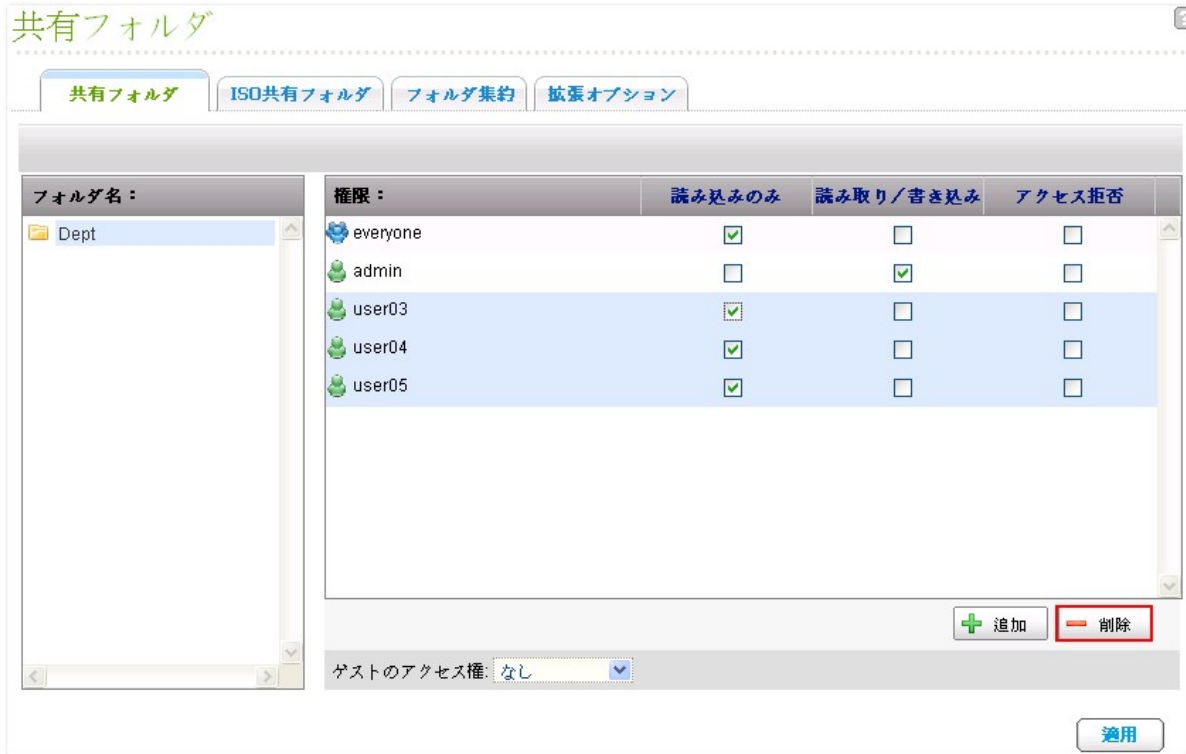 共有フォルダ
共有フォルダ ISO共有フォルダ フォルダ集約 拡張オプション
フォルダ名：
Dept
権限： 読み込みのみ 読み取り／書き込み アクセス拒否
everyone
admin
user03
user04
user05
追加 削除
ゲストのアクセス権: なし
適用